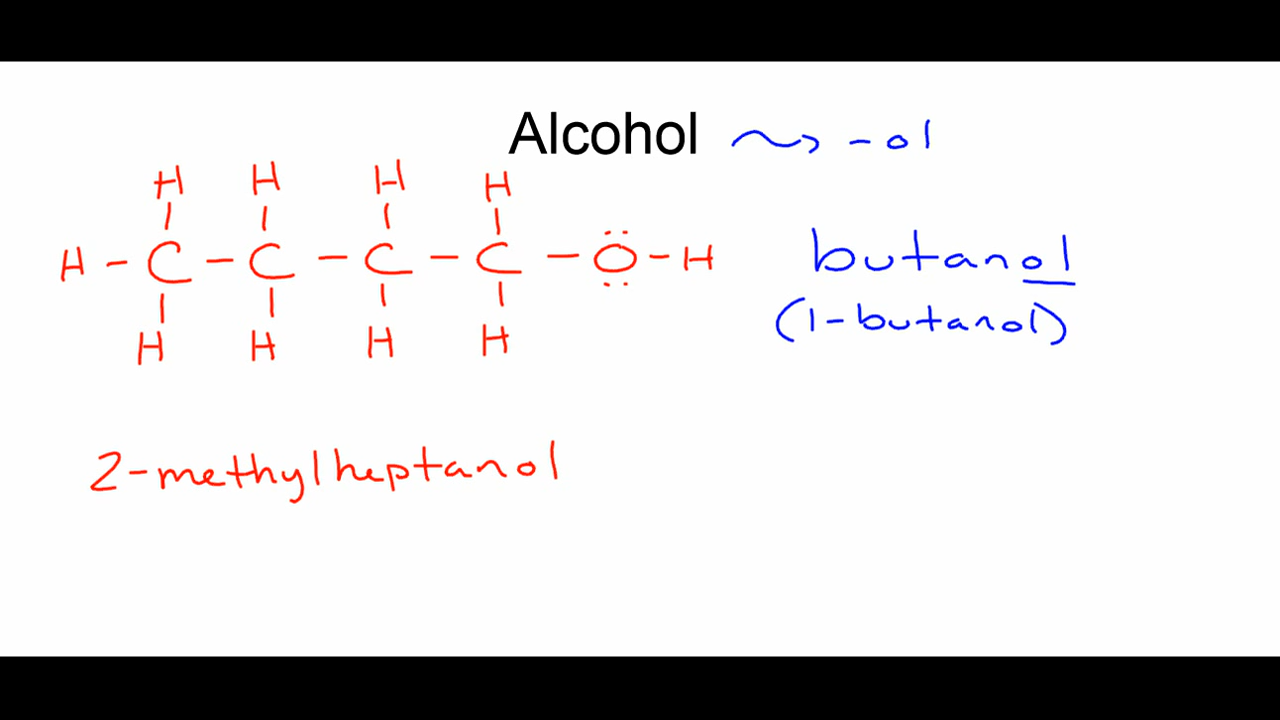 Alcohol ~> -ol
H H H H
H - C - C - C - C - O - H
H H H H
butanol
(1-butanol)
2-methylheptanol